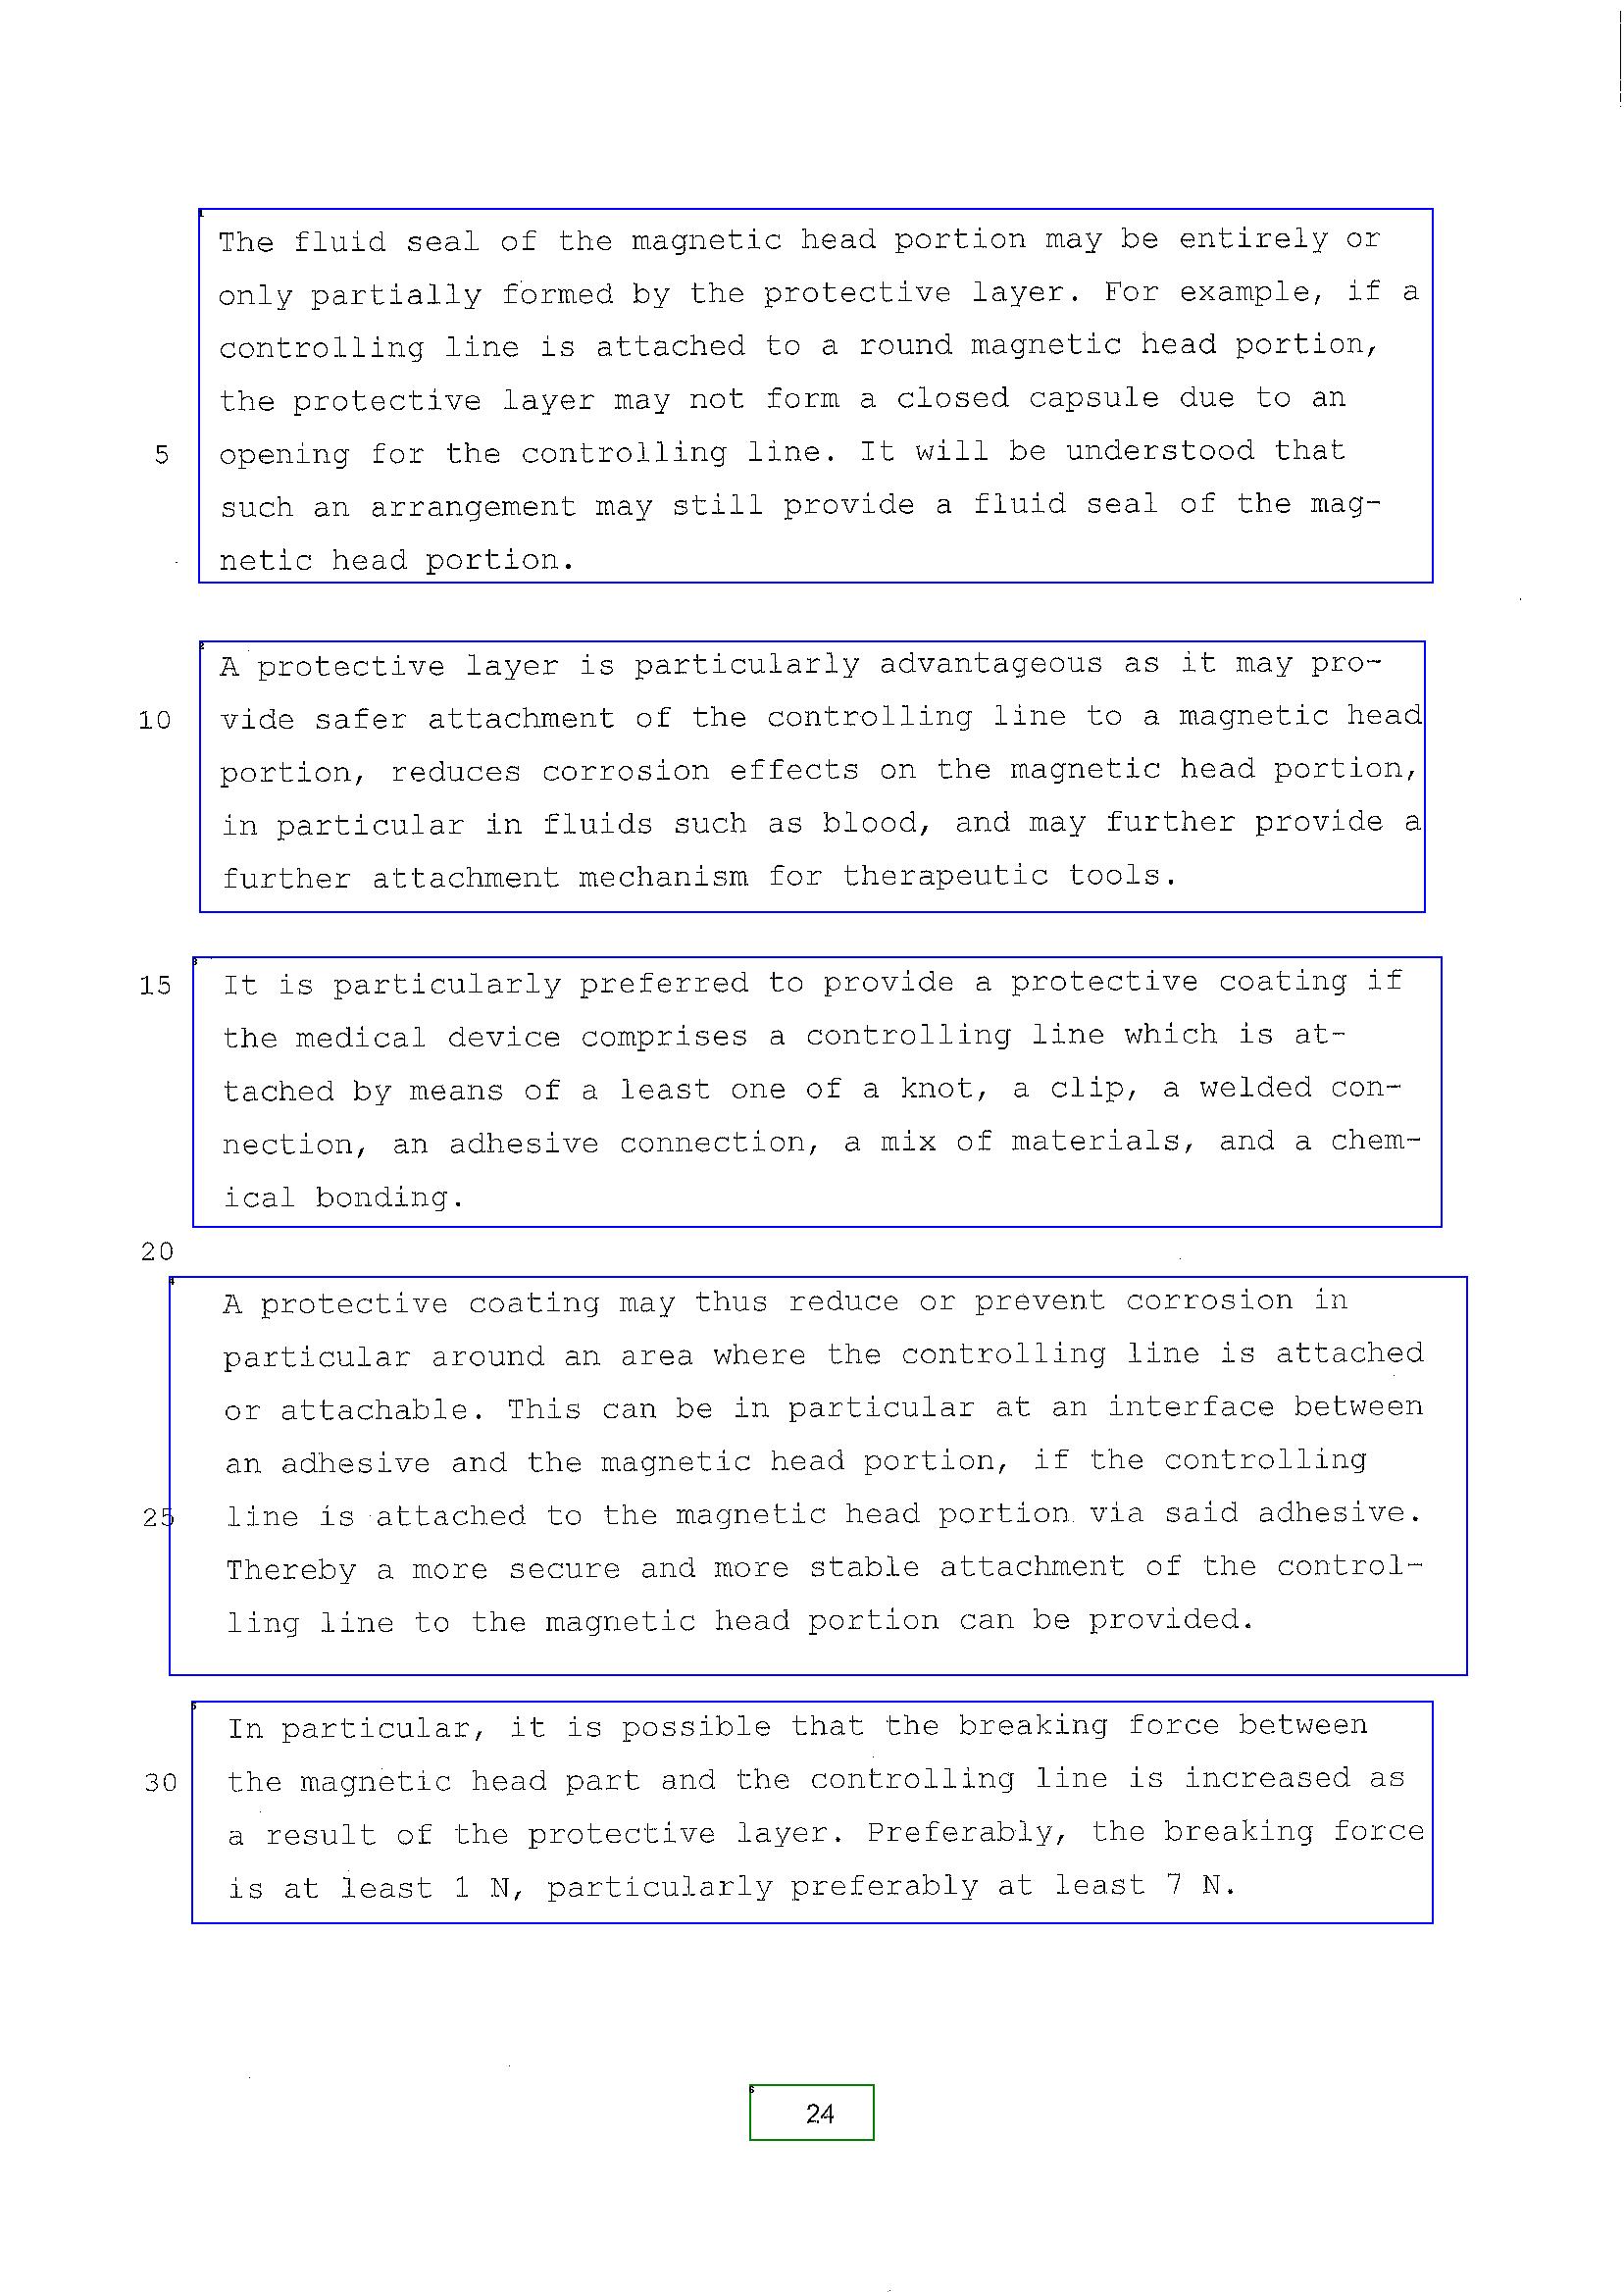 The fluid seal of the magnetic head portion may be entirely or
only partially formed by the protective layer. For example, if a
controlling line is attached to a round magnetic head portion,
the protective layer may not form a closed capsule due to an
5 opening for the controlling line. It will be understood that
such an arrangement may still provide a fluid seal of the mag-
netic head portion.
A protective layer is particularly advantageous as it may pro-
10 vide safer attachment of the controlling line to a magnetic head
portion, reduces corrosion effects on the magnetic head portion,
in particular in fluids such as blood, and may further provide a
further attachment mechanism for therapeutic tools.
15 It is particularly preferred to provide a protective coating if
the medical device comprises a controlling line which is at-
tached by means of a least one of a knot, a clip, a welded con-
nection, an adhesive connection, a mix of materials, and a chem-
ical bonding.
20
A protective coating may thus reduce or prevent corrosion in
particular around an area where the controlling line is attached
or attachable. This can be in particular at an interface between
an adhesive and the magnetic head portion, if the controlling
25 line is attached to the magnetic head portion via said adhesive.
Thereby a more secure and more stable attachment of the control-
ling line to the magnetic head portion can be provided.
In particular, it is possible that the breaking force between
30 the magnetic head part and the controlling line is increased as
a result of the protective layer. Preferably, the breaking force
is at least 1 N, particularly preferably at least 7 N.
24